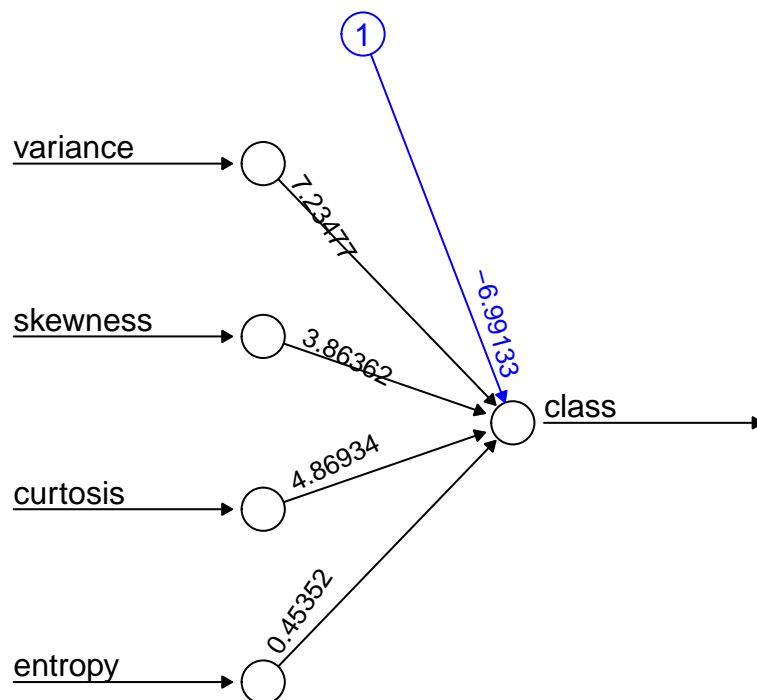 1
variance
7.23477
skewness
3.86362
−6.99133
class
curtosis
4.86934
entropy
0.45352